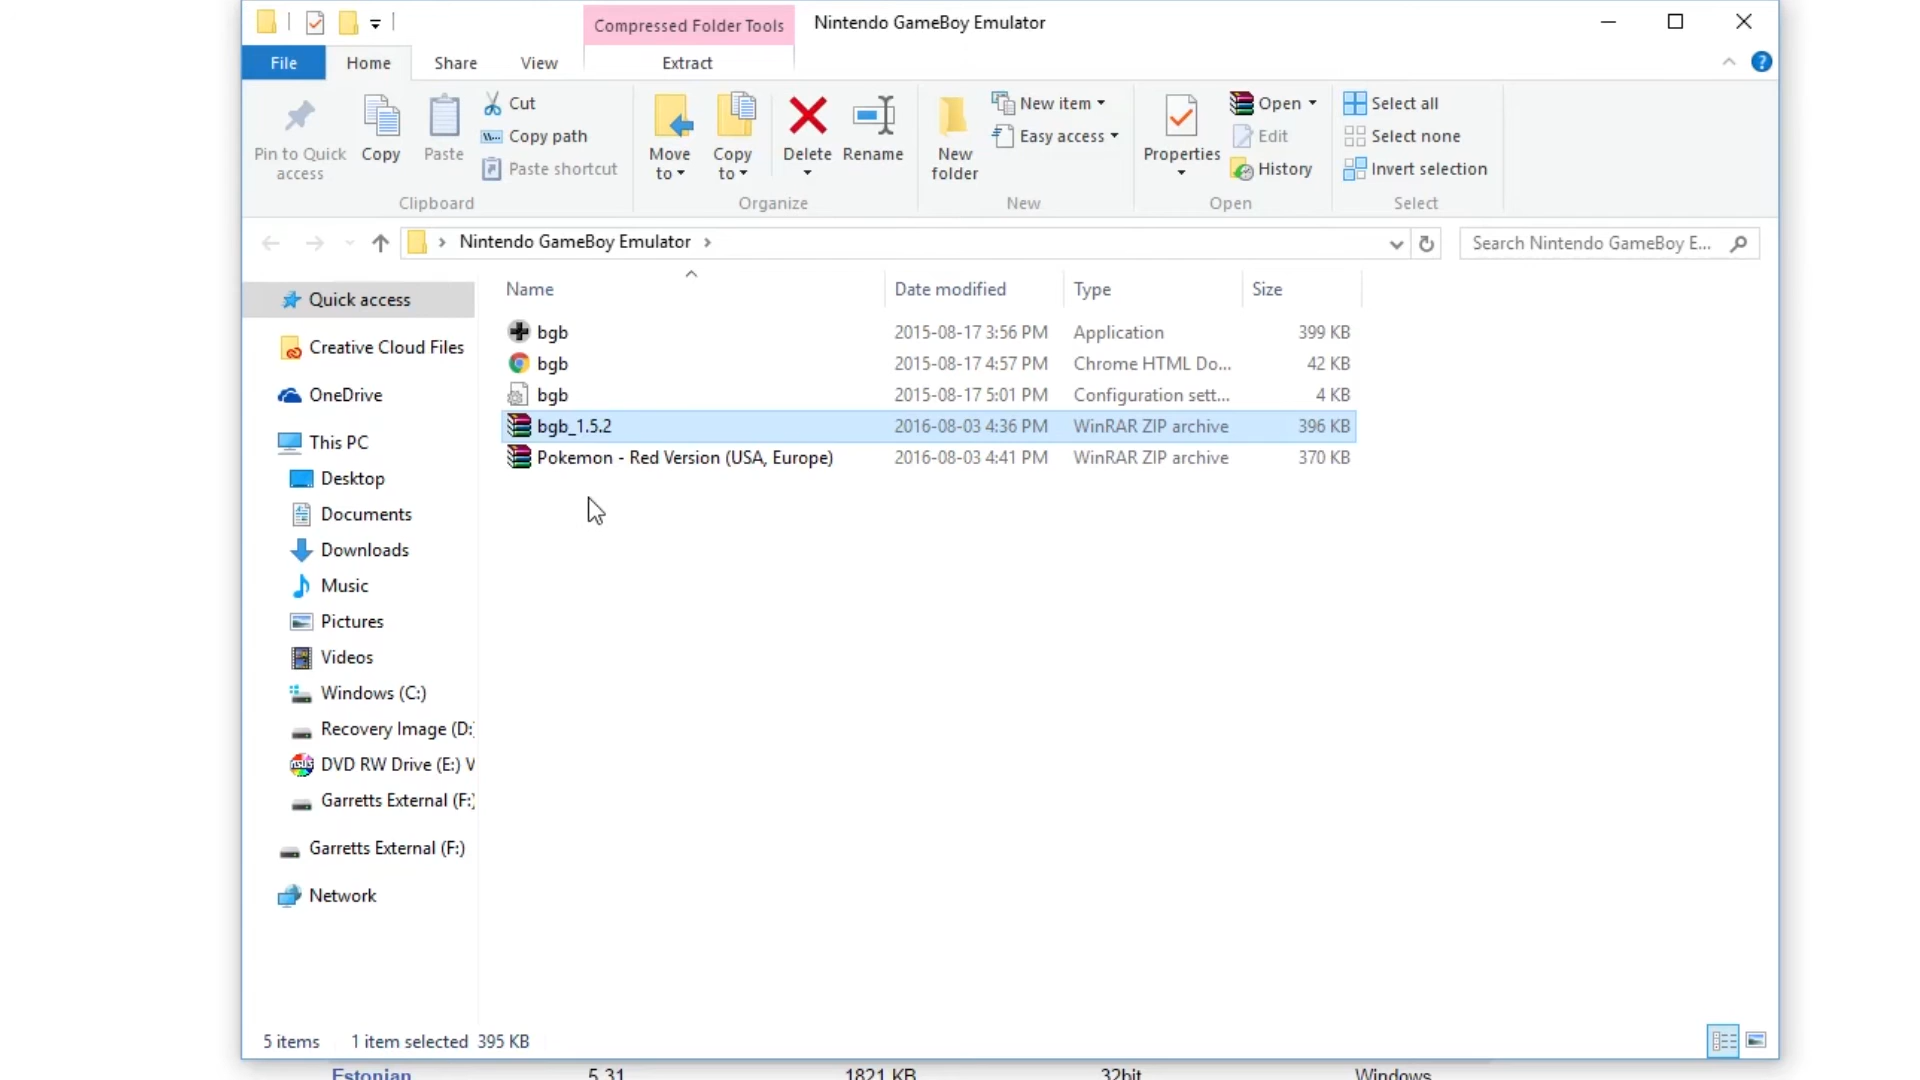 Compressed Folder Tools
Nintendo GameBoy Emulator
File Home Share View Extract
Pin to Quick access
Copy
Paste
Cut
Copy path
Paste shortcut
Clipboard
Move to
Copy to
Delete
Rename
Organize
New folder
New item
Easy access
New
Properties
Open
Edit
History
Open
Select all
Select none
Invert selection
Select
Nintendo GameBoy Emulator
Search Nintendo GameBoy E...
Name Date modified Type Size
bgb 2015-08-17 3:56 PM Application 399 KB
bgb 2015-08-17 4:57 PM Chrome HTML Do... 42 KB
bgb 2015-08-17 5:01 PM Configuration sett... 4 KB
bgb_1.5.2 2016-08-03 4:36 PM WinRAR ZIP archive 396 KB
Pokemon - Red Version (USA, Europe) 2016-08-03 4:41 PM WinRAR ZIP archive 370 KB
Quick access
Creative Cloud Files
OneDrive
This PC
Desktop
Documents
Downloads
Music
Pictures
Videos
Windows (C:)
Recovery Image (D:
DVD RW Drive (E:) V
Garretts External (F:)
Garretts External (F:)
Network
5 items 1 item selected 395 KB
Estonian 5.31 1821 KB 32bit Windows